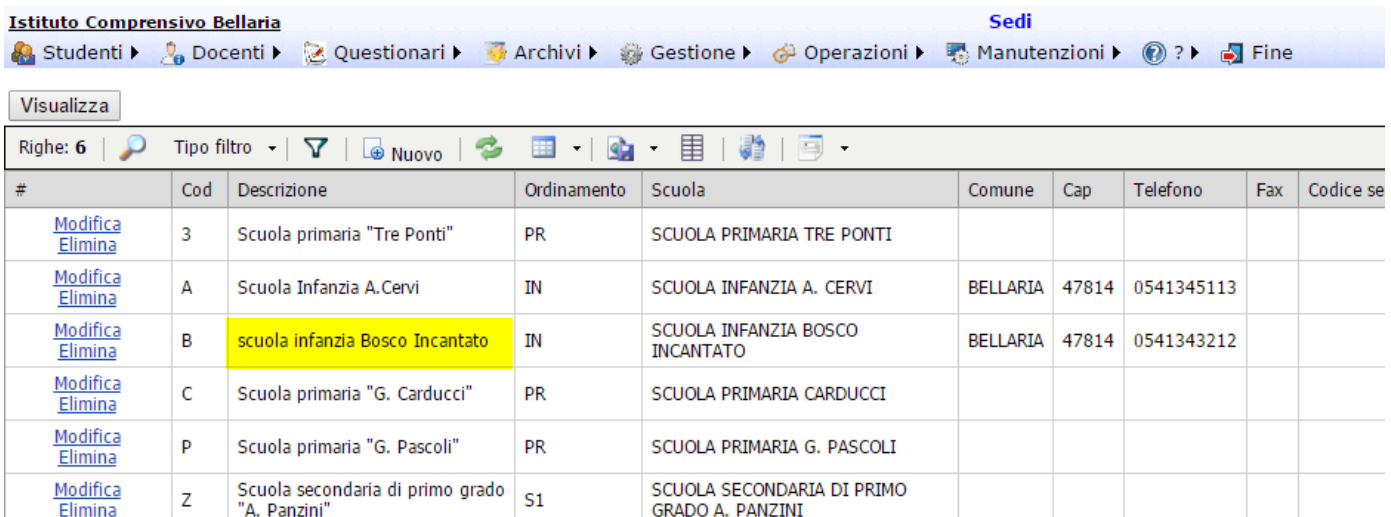 Istituto Comprensivo Bellaria Sedi
Studenti Docenti Questionari Archivi Gestione Operazioni Manutenzioni ? Fine
Visualizza
Righe: 6 Tipo filtro Nuovo
# Cod Descrizione Ordinamento Scuola Comune Cap Telefono Fax Codice se
Modifica
Elimina
3 Scuola primaria "Tre Ponti" PR SCUOLA PRIMARIA TRE PONTI
Modifica
Elimina
A Scuola Infanzia A.Cervi IN SCUOLA INFANZIA A. CERVI BELLARIA 47814 0541345113
Modifica
Elimina
B scuola infanzia Bosco Incantato IN SCUOLA INFANZIA BOSCO
INCANTATO BELLARIA 47814 0541343212
Modifica
Elimina
C Scuola primaria "G. Carducci" PR SCUOLA PRIMARIA CARDUCCI
Modifica
Elimina
P Scuola primaria "G. Pascoli" PR SCUOLA PRIMARIA G. PASCOLI
Modifica
Elimina
Z Scuola secondaria di primo grado
"A. Panzini" S1 SCUOLA SECONDARIA DI PRIMO
GRADO A. PANZINI